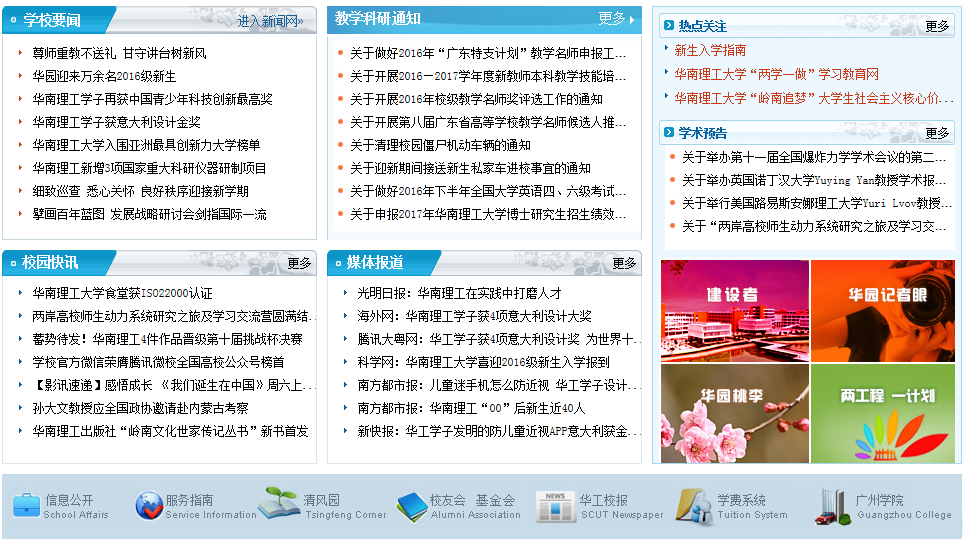 学校要闻
进入新闻网»
尊师重教不送礼 甘守讲台树新风
华园迎来万余名2016级新生
华南理工学子再获中国青少年科技创新最高奖
华南理工学子获意大利设计金奖
华南理工大学入围亚洲最具创新力大学榜单
华南理工新增3项国家重大科研仪器研制项目
细致巡查 悉心关怀 良好秩序迎接新学期
擘画百年蓝图 发展战略研讨会剑指国际一流
教学科研通知
更多
关于做好2016年“广东特支计划”教学名师申报工...
关于开展2016－2017学年度新教师本科教学技能培...
关于开展2016年校级教学名师奖评选工作的通知
关于开展第八届广东省高等学校教学名师候选人推...
关于清理校园僵尸机动车辆的通知
关于迎新期间接送新生私家车进校事宜的通知
关于做好2016年下半年全国大学英语四、六级考试...
关于申报2017年华南理工大学博士研究生招生绩效...
热点关注
更多
新生入学指南
华南理工大学“两学一做”学习教育网
华南理工大学“岭南追梦”大学生社会主义核心价...
学术预告
更多
关于举办第十一届全国爆炸力学学术会议的第二...
关于举办英国诺丁汉大学Yuying Yan教授学术报...
关于举行美国路易斯安娜理工大学Yuri Lvov教授...
关于“两岸高校师生动力系统研究之旅及学习交...
校园快讯
更多
华南理工大学食堂获ISO22000认证
两岸高校师生动力系统研究之旅及学习交流营圆满结...
蓄势待发！华南理工4件作品晋级第十届挑战杯决赛
学校官方微信荣膺腾讯微校全国高校公众号榜首
【影讯速递】感悟成长 《我们诞生在中国》周六上...
孙大文教授应全国政协邀请赴内蒙古考察
华南理工出版社“岭南文化世家传记丛书”新书首发
媒体报道
更多
光明日报：华南理工在实践中打磨人才
海外网：华南理工学子获4项意大利设计大奖
腾讯大粤网：华南理工学子获4项意大利设计奖 为世界十...
科学网：华南理工大学喜迎2016级新生入学报到
南方都市报：儿童迷手机怎么防近视 华工学子设计...
南方都市报：华南理工“00”后新生近40人
新快报：华工学子发明的防儿童近视APP意大利获金...
建设者
华园记者眼
华园桃李
两工程 一计划
信息公开
School Affairs
服务指南
Service Information
清风园
Tsingfeng Corner
校友会 基金会
Alumni Association
NEWS
华工校报
SCUT Newspaper
学费系统
Tuition System
广州学院
Guangzhou College